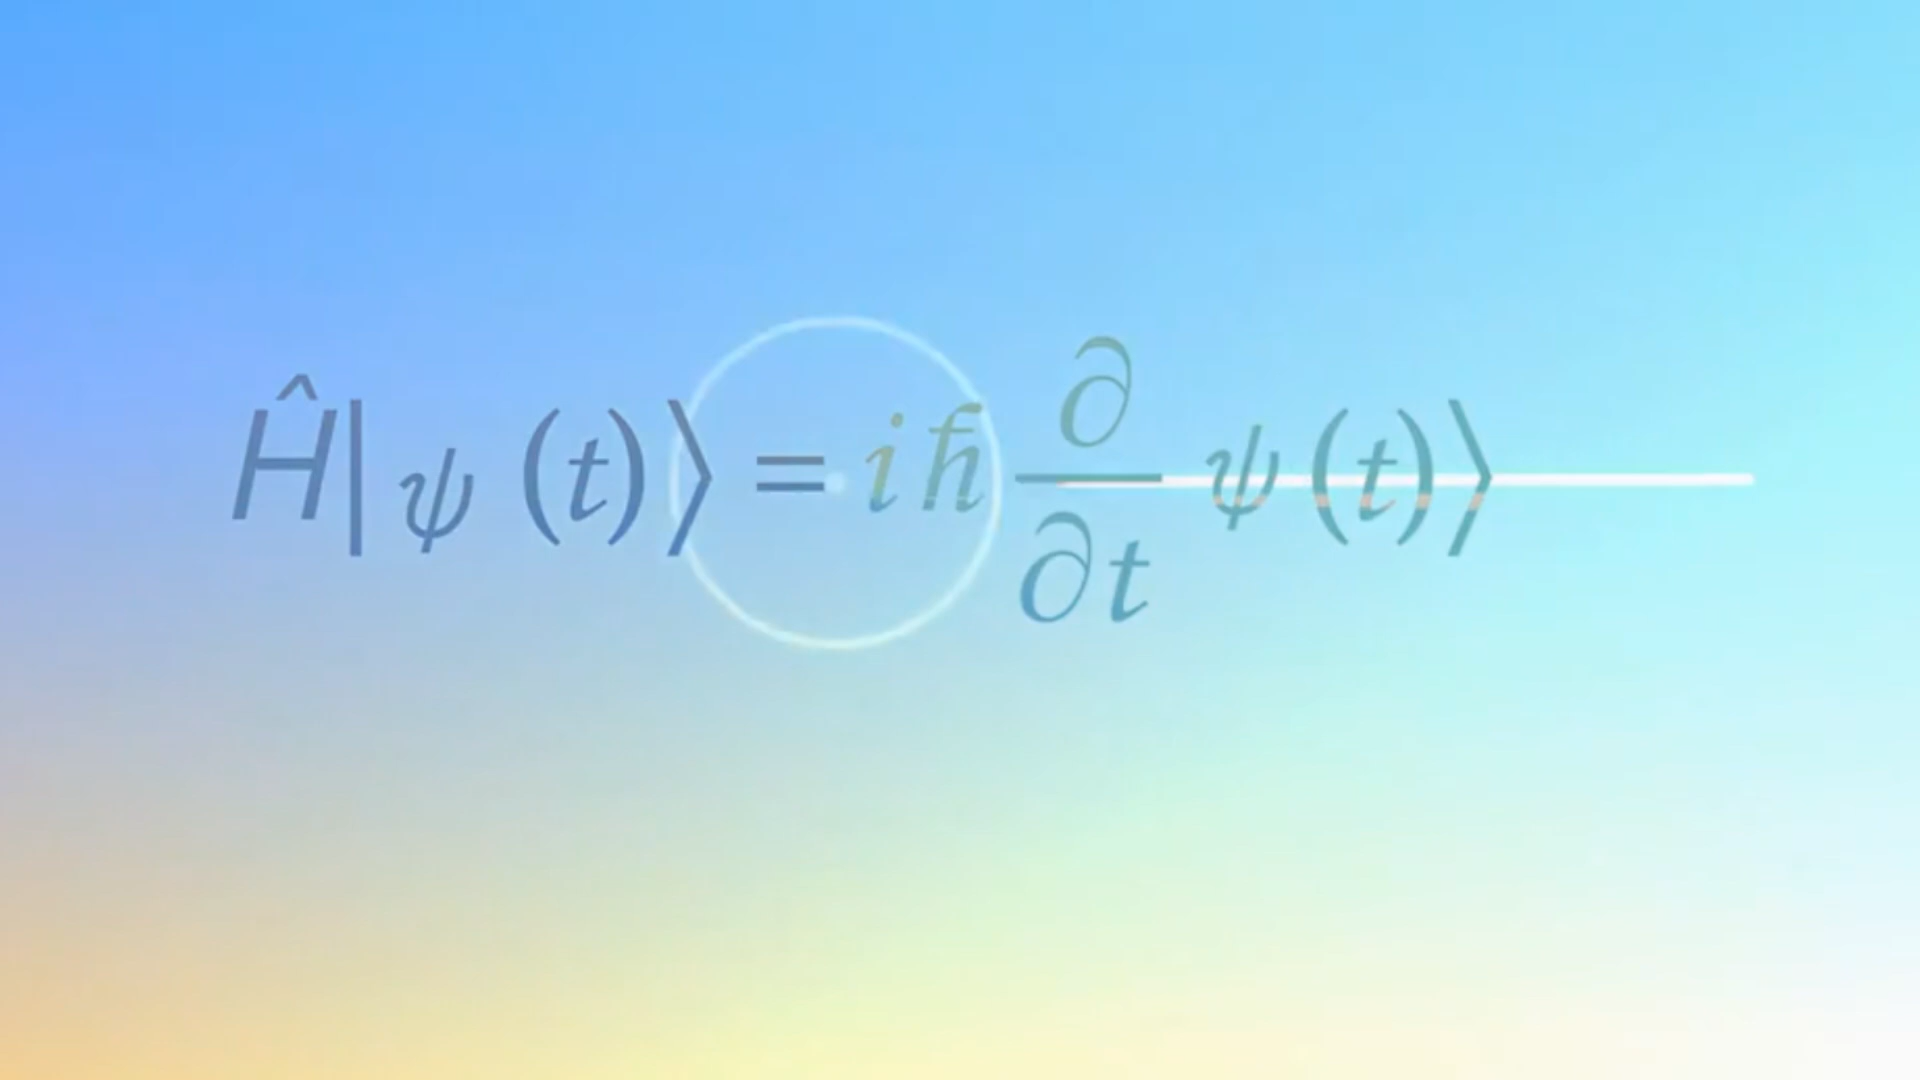 Ĥ|ψ(t)⟩ = iℏ ∂/∂t ψ(t)⟩